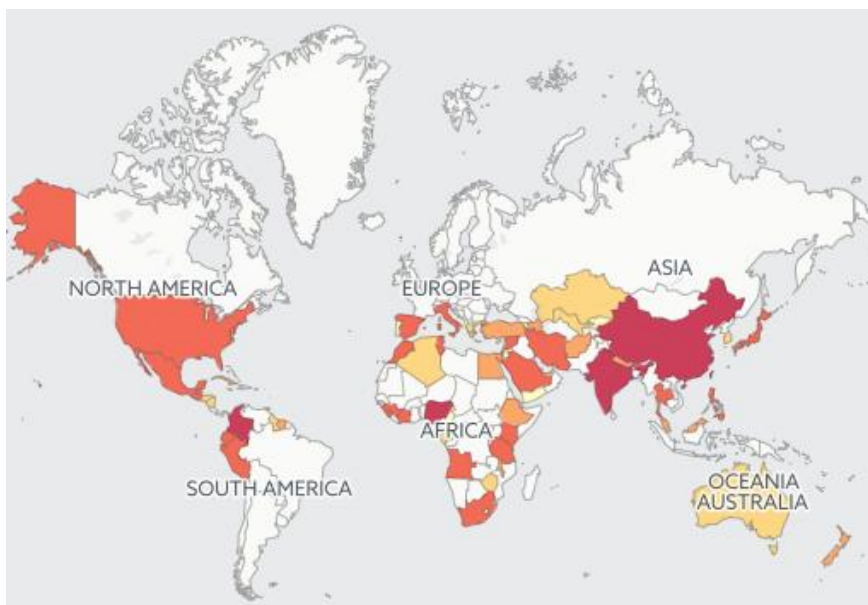 NORTH AMERICA
EUROPE
ASIA
AFRICA
SOUTH AMERICA
OCEANIA
AUSTRALIA